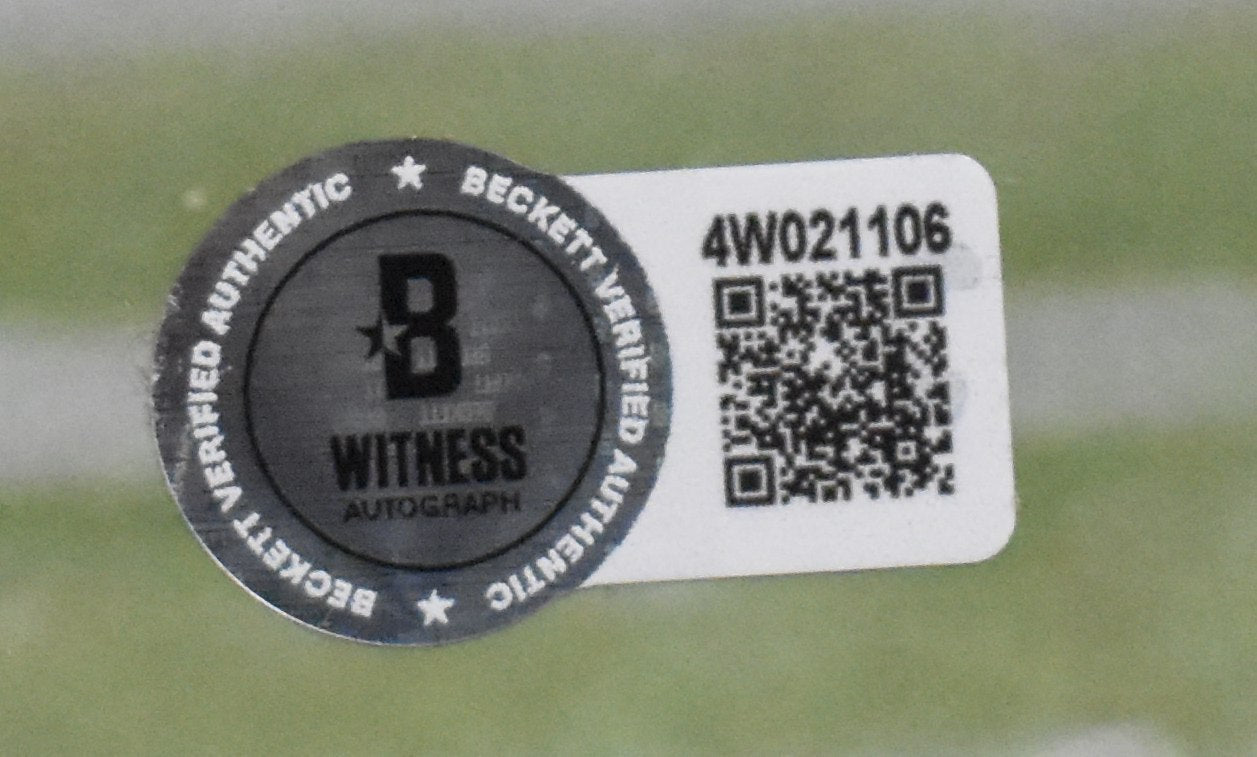 BECKETT VERIFIED AUTHENTIC
BECKETT VERIFIED AUTHENTIC
B
WITNESS
AUTOGRAPH
4W021106